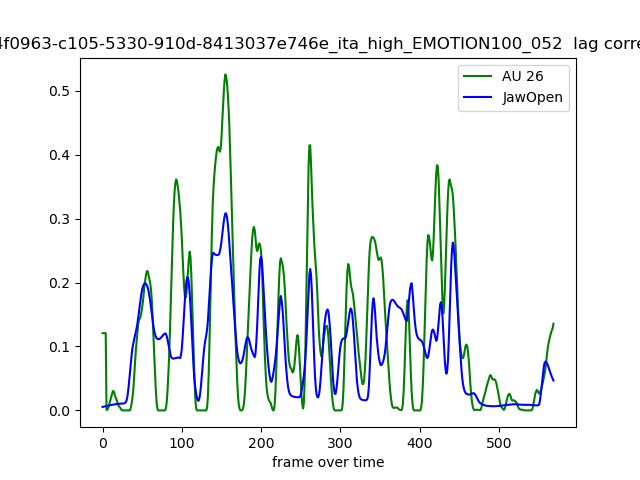 4f0963-c105-5330-910d-8413037e746e_ita_high_EMOTION100_052 lag corre
AU 26
JawOpen
0.5
0.4
0.3
0.2
0.1
0.0
0 100 200 300 400 500
frame over time